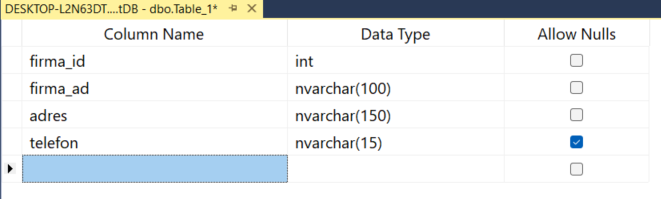 DESKTOP-L2N63DT....tDB - dbo.Table_1*
Column Name Data Type Allow Nulls
firma_id int
firma_ad nvarchar(100)
adres nvarchar(150)
telefon nvarchar(15)